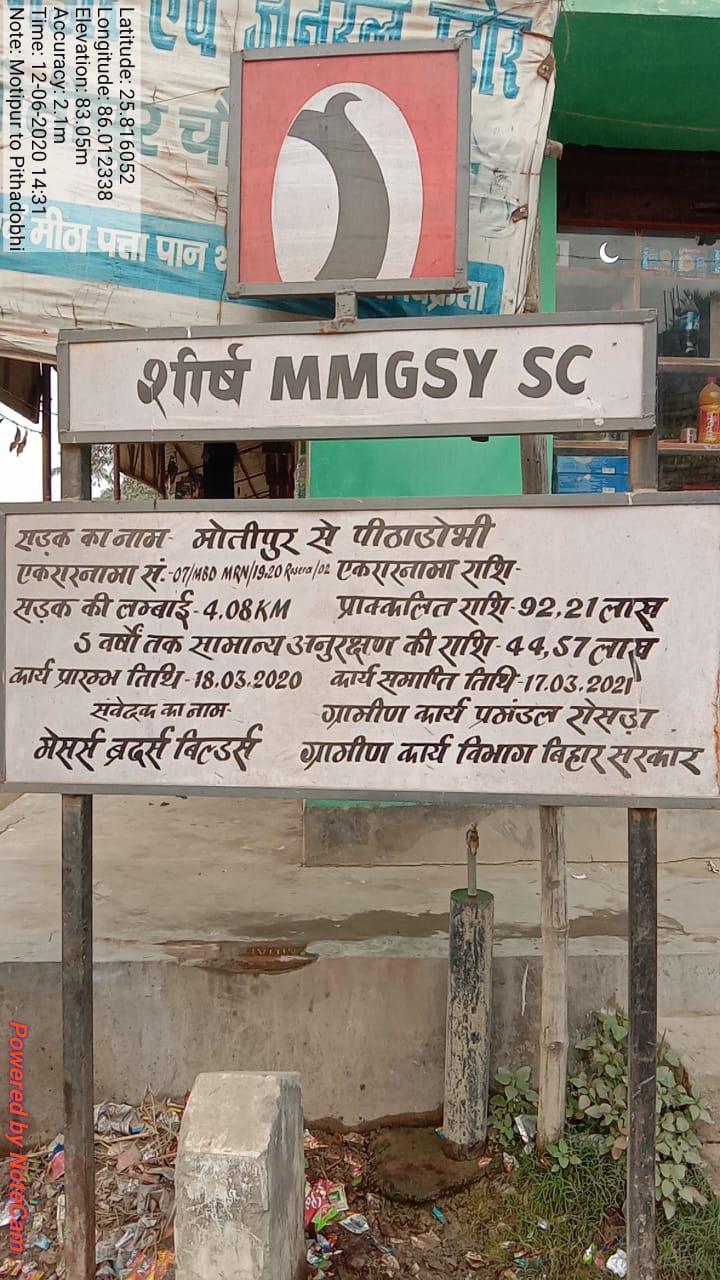 Latitude: 25.816052
Longitude: 86.012338
Elevation: 83.05m
Accuracy: 2.1m
Time: 12-06-2020 14:31
Note: Motipur to Pithadobhi
एवं जनरल स्टोर
मीठा पत्ता पान
विक्रेता
शीर्ष MMGSY SC
सड़क का नाम- मोतीपुर से पीठाडोभी
एकरारनामा सं.-07/MBD MRN/19.20 Rosera/02 एकरारनामा राशि-
सड़क की लम्बाई-4.08KM प्राक्कलित राशि-92,21 लाख
5 वर्षों तक सामान्य अनुरक्षण की राशि-44,57 लाख
कार्य प्रारम्भ तिथि-18.03.2020 कार्य समाप्ति तिथि-17.03.2021
संवेदक का नाम- ग्रामीण कार्य प्रमंडल रोसड़ा
मेसर्स ब्रदर्स बिल्डर्स ग्रामीण कार्य विभाग बिहार सरकार
Powered by NoteCam